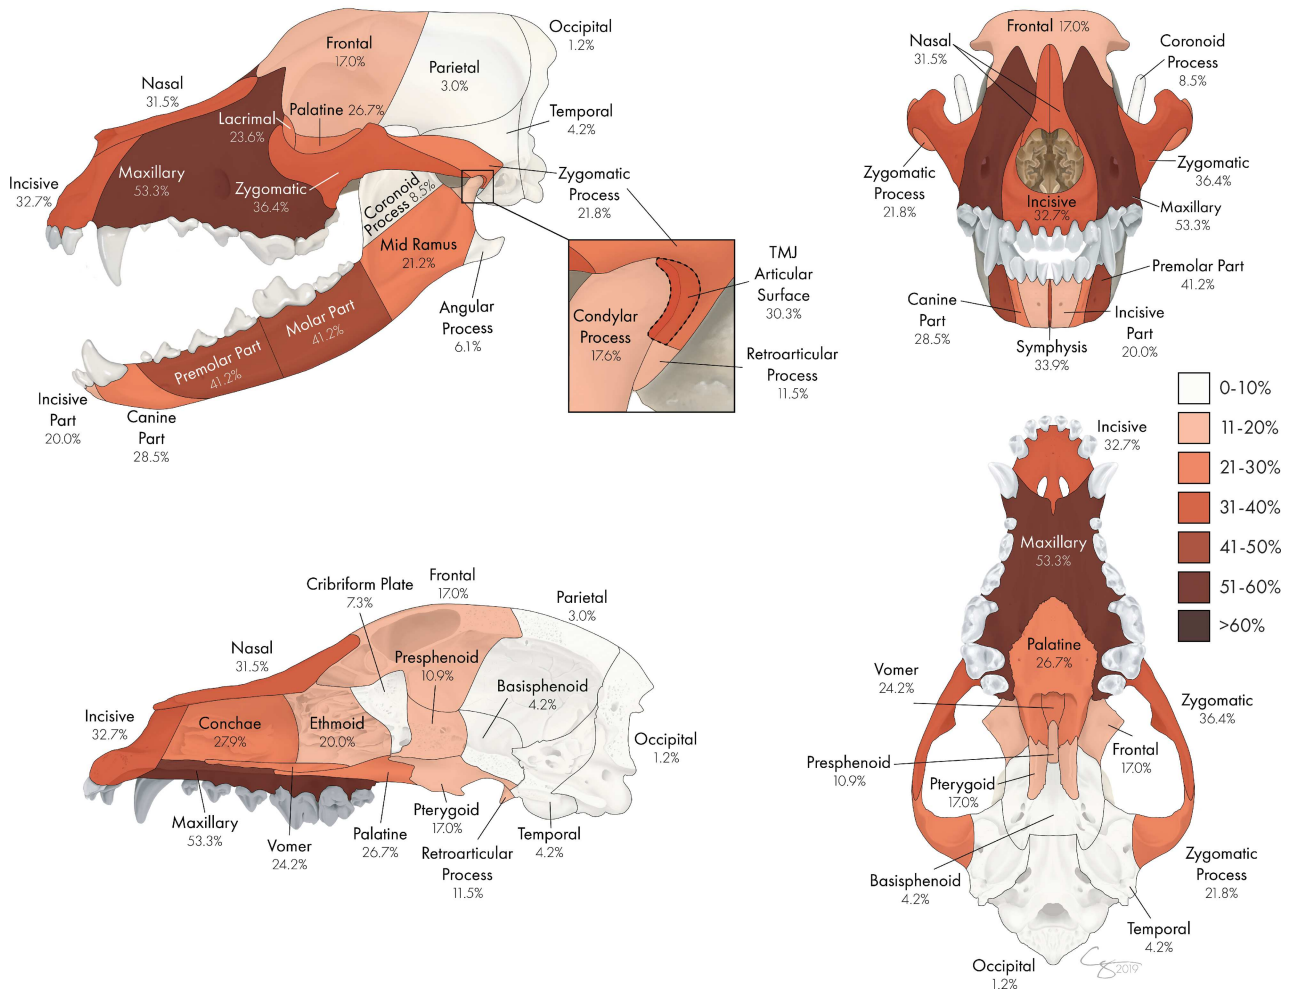 Frontal
17.0%
Occipital
1.2%
Parietal
3.0%
Nasal
31.5%
Palatine 26.7%
Lacrimal
23.6%
Temporal
4.2%
Incisive
32.7%
Maxillary
53.3%
Zygomatic
36.4%
Coronoid
Process 8.5%
Zygomatic
Process
21.8%
Mid Ramus
21.2%
Angular
Process
6.1%
Molar Part
41.2%
Premolar Part
41.2%
Incisive
Part
20.0%
Canine
Part
28.5%
TMJ
Articular
Surface
30.3%
Condylar
Process
17.6%
Retroarticular
Process
11.5%
Frontal 17.0%
Nasal
31.5%
Coronoid
Process
8.5%
Zygomatic
Process
21.8%
Zygomatic
36.4%
Incisive
32.7%
Maxillary
53.3%
Premolar Part
41.2%
Canine
Part
28.5%
Incisive
Part
20.0%
Symphysis
33.9%
0-10%
11-20%
21-30%
31-40%
41-50%
51-60%
>60%
Cribriform Plate
7.3%
Frontal
17.0%
Parietal
3.0%
Nasal
31.5%
Presphenoid
10.9%
Basisphenoid
4.2%
Incisive
32.7%
Conchae
27.9%
Ethmoid
20.0%
Occipital
1.2%
Maxillary
53.3%
Vomer
24.2%
Palatine
26.7%
Pterygoid
17.0%
Retroarticular
Process
11.5%
Temporal
4.2%
Incisive
32.7%
Maxillary
53.3%
Palatine
26.7%
Vomer
24.2%
Zygomatic
36.4%
Presphenoid
10.9%
Frontal
17.0%
Pterygoid
17.0%
Basisphenoid
4.2%
Zygomatic
Process
21.8%
Temporal
4.2%
Occipital
1.2%
2019